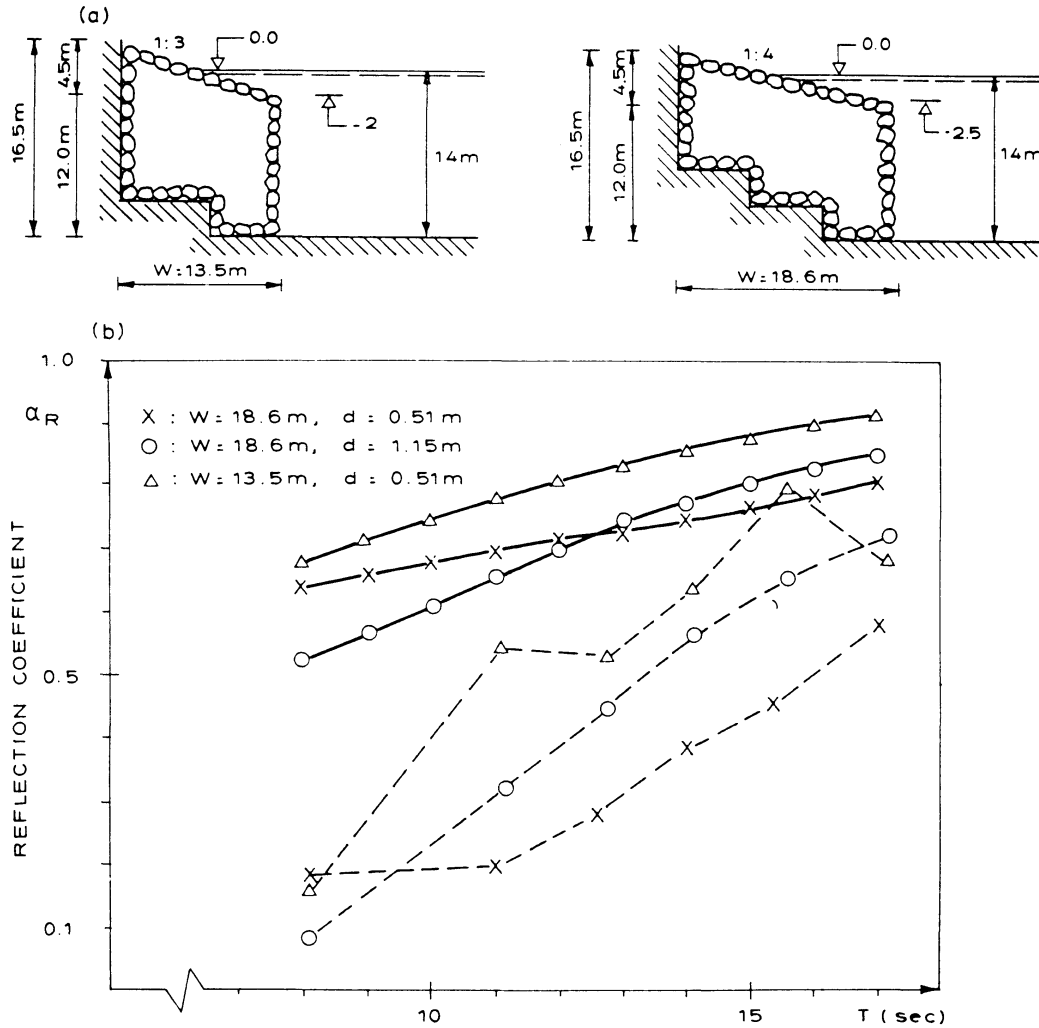 (a)
1:3
0.0
16.5m
4.5m
12.0m
-2
14m
W=13.5m
1:4
0.0
16.5m
4.5m
12.0m
-2.5
14m
W=18.6m
(b)
1.0
αR
X : W=18.6m, d=0.51m
O : W=18.6m, d=1.15m
△ : W=13.5m, d=0.51m
REFLECTION COEFFICIENT
0.5
0.1
10
15
T (sec)